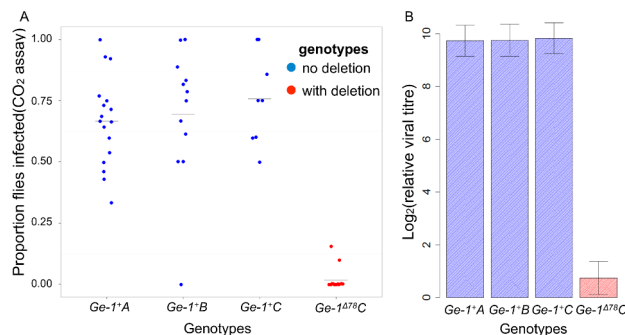 A
Proportion flies infected(CO₂ assay)
1.00
0.75
0.50
0.25
0.00
genotypes
no deletion
with deletion
Ge-1⁺A
Ge-1⁺B
Ge-1⁺C
Ge-1^Δ78C
Genotypes
B
Log₂(relative viral titre)
10
8
6
4
2
0
Ge-1⁺A
Ge-1⁺B
Ge-1⁺C
Ge-1^Δ78C
Genotypes